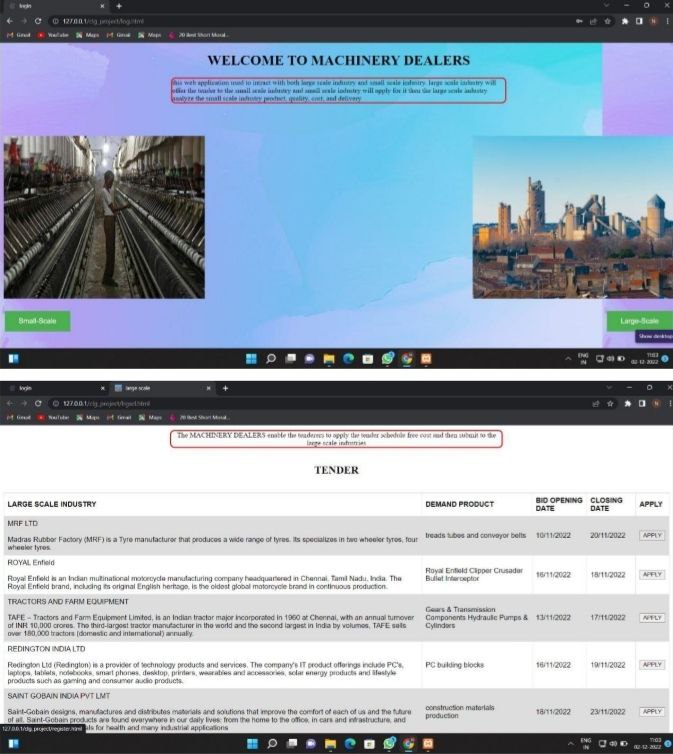 login
127.0.0.1/clg_project/log.html
Gmail YouTube Maps Gmail Maps 20 Best Short Moral...
WELCOME TO MACHINERY DEALERS
this web application used to intract with both large scale industry and small scale industry. large scale industry will
offer the tender to the small scale industry and small scale industry will apply for it then the large scale industry
analyze the small scale industry product, quality, cost, and delivery
Small-Scale
Large-Scale
Show desktop
ENG
IN
11:03
02-12-2022
login large scale
127.0.0.1/clg_project/lrgscl.html
Gmail YouTube Maps Gmail Maps 20 Best Short Moral...
The MACHINERY DEALERS enable the tenderers to apply the tender schedule free cost and then submit to the
large scale industries
TENDER
LARGE SCALE INDUSTRY DEMAND PRODUCT BID OPENING DATE CLOSING DATE APPLY
MRF LTD
Madras Rubber Factory (MRF) is a Tyre manufacturer that produces a wide range of tyres. Its specializes in two wheeler tyres, four
wheeler tyres.
treads tubes and conveyor belts 10/11/2022 20/11/2022 APPLY
ROYAL Enfield
Royal Enfield is an Indian multinational motorcycle manufacturing company headquartered in Chennai, Tamil Nadu, India. The
Royal Enfield brand, including its original English heritage, is the oldest global motorcycle brand in continuous production.
Royal Enfield Clipper Crusader
Bullet Interceptor
16/11/2022 18/11/2022 APPLY
TRACTORS AND FARM EQUIPMENT
TAFE – Tractors and Farm Equipment Limited, is an Indian tractor major incorporated in 1960 at Chennai, with an annual turnover
of INR 10,000 crores. The third-largest tractor manufacturer in the world and the second largest in India by volumes, TAFE sells
over 180,000 tractors (domestic and international) annually.
Gears & Transmission
Components Hydraulic Pumps &
Cylinders
13/11/2022 17/11/2022 APPLY
REDINGTON INDIA LTD
Redington Ltd (Redington) is a provider of technology products and services. The company's IT product offerings include PC's,
laptops, tablets, notebooks, smart phones, desktop, printers, wearables and accessories, solar energy products and lifestyle
products such as gaming and consumer audio products.
PC building blocks 16/11/2022 19/11/2022 APPLY
SAINT GOBAIN INDIA PVT LMT
Saint-Gobain designs, manufactures and distributes materials and solutions that improve the comfort of each of us and the future
of all. Saint-Gobain products are found everywhere in our daily lives: from the home to the office, in cars and infrastructure, and
als for health and many industrial applications
construction materials
production
18/11/2022 23/11/2022 APPLY
127.0.0.1/clg_project/register.html
ENG
IN
11:03
02-12-2022